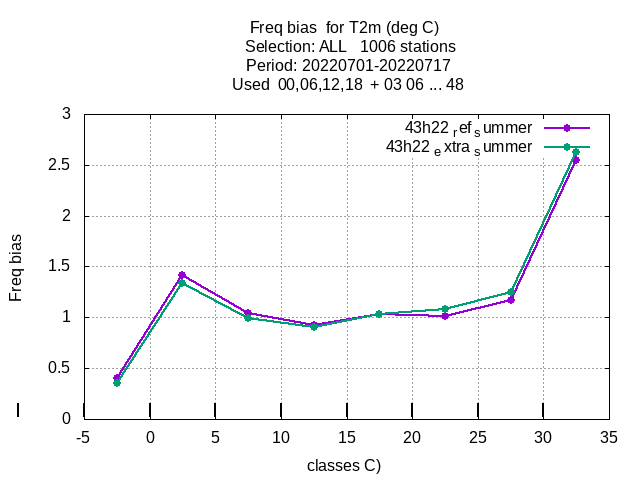 Freq bias  for T2m (deg C)
Selection: ALL   1006 stations
Period: 20220701-20220717
Used  00,06,12,18  + 03 06 ... 48
43h22 ref summer
43h22 extra summer
3
2.5
2
1.5
1
0.5
0
Freq bias
-5 0 5 10 15 20 25 30 35
classes C)